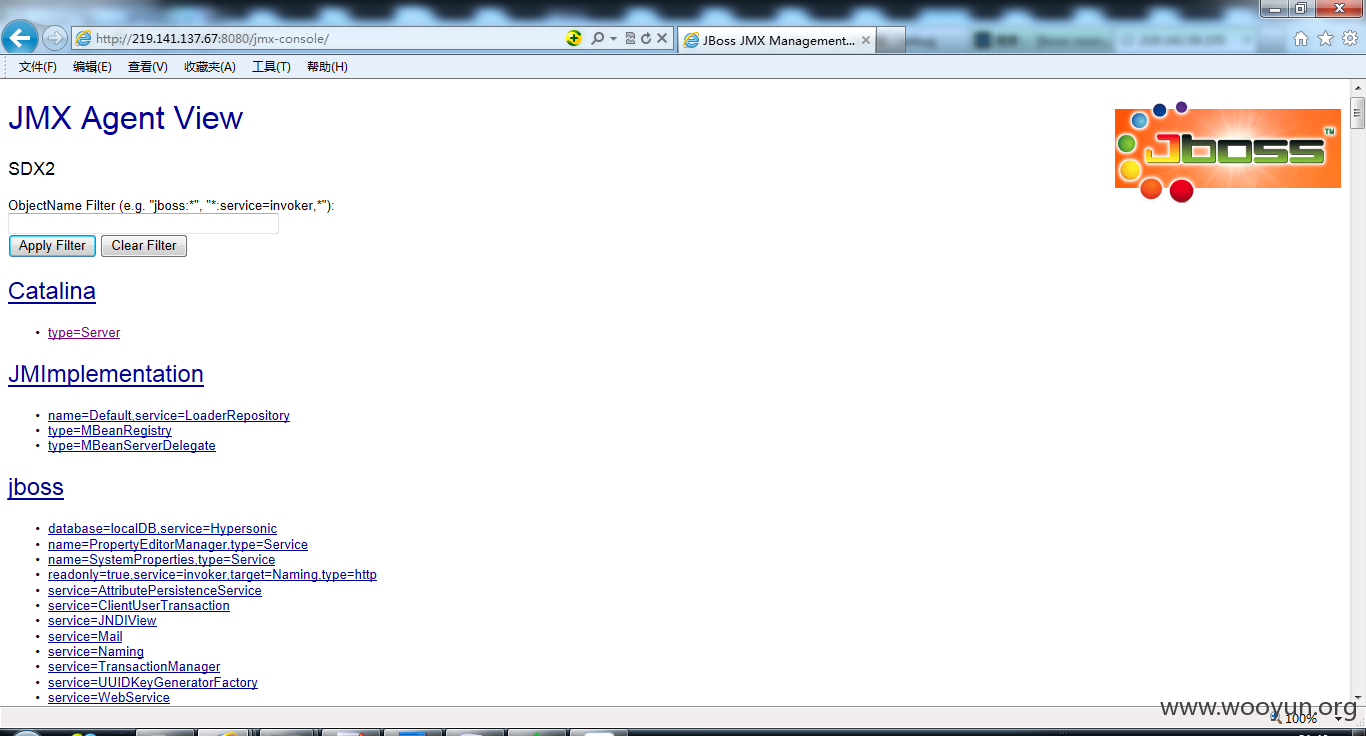 http://219.141.137.67:8080/jmx-console/
JBoss JMX Management...
文件(F) 编辑(E) 查看(V) 收藏夹(A) 工具(T) 帮助(H)
JMX Agent View
Jboss TM
SDX2
ObjectName Filter (e.g. "jboss:*", "*:service=invoker,*"):
Apply Filter Clear Filter
Catalina
• type=Server
JMImplementation
• name=Default,service=LoaderRepository
• type=MBeanRegistry
• type=MBeanServerDelegate
jboss
• database=localDB,service=Hypersonic
• name=PropertyEditorManager,type=Service
• name=SystemProperties,type=Service
• readonly=true,service=invoker,target=Naming,type=http
• service=AttributePersistenceService
• service=ClientUserTransaction
• service=JNDIView
• service=Mail
• service=Naming
• service=TransactionManager
• service=UUIDKeyGeneratorFactory
• service=WebService
www.wooyun.org
100%